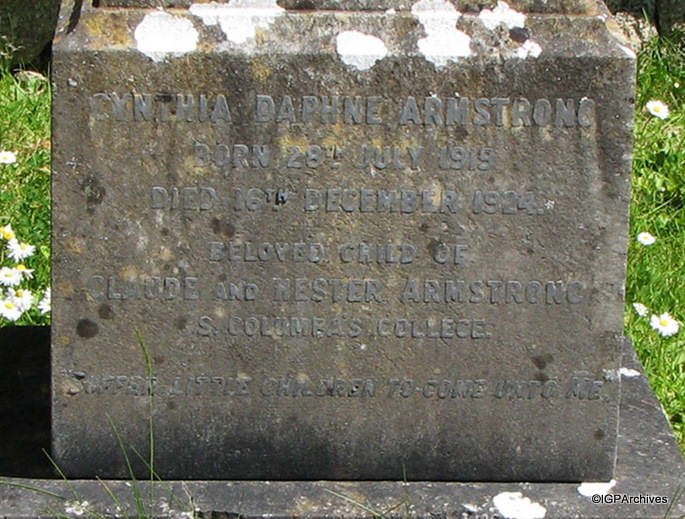 CYNTHIA DAPHNE ARMSTRONG
BORN 28TH JULY 1919
DIED 16TH DECEMBER 1924.
BELOVED CHILD OF
CLAUDE AND HESTER ARMSTRONG
S. COLUMBA'S COLLEGE.
"SUFFER LITTLE CHILDREN TO COME UNTO ME"
©IGPArchives